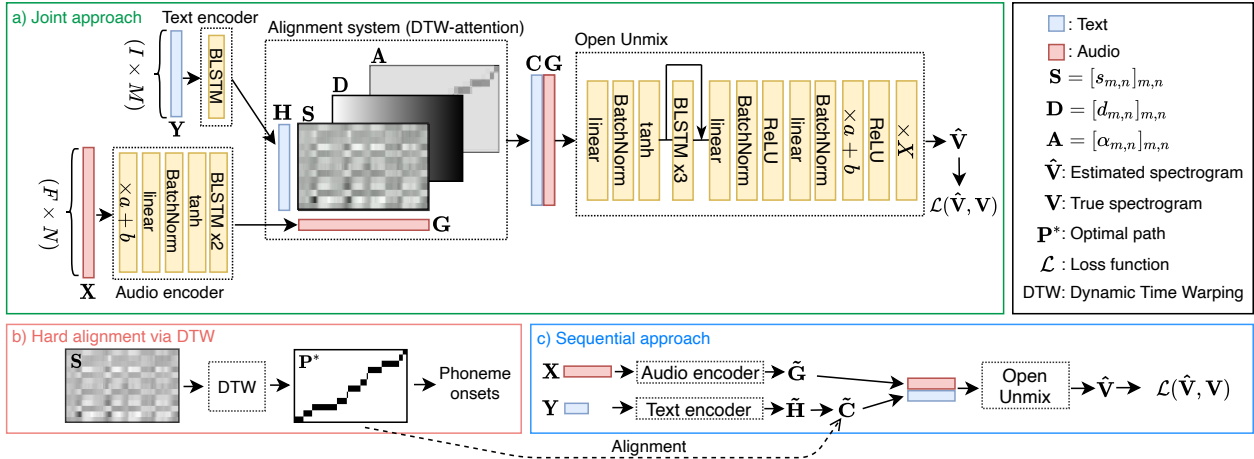 a) Joint approach
Text encoder
(I × M)
Y
BLSTM
Alignment system (DTW-attention)
A
D
S
H
G
(F × N)
X
×a + b
linear
BatchNorm
tanh
BLSTM x2
Audio encoder
C G
Open Unmix
linear
BatchNorm
tanh
BLSTM x3
linear
BatchNorm
ReLU
linear
BatchNorm
×a + b
ReLU
×X
V̂
ℒ(V̂, V)
: Text
: Audio
S = [s_{m,n}]_{m,n}
D = [d_{m,n}]_{m,n}
A = [α_{m,n}]_{m,n}
V̂: Estimated spectrogram
V: True spectrogram
P*: Optimal path
ℒ : Loss function
DTW: Dynamic Time Warping
b) Hard alignment via DTW
S
DTW
P*
Phoneme
onsets
c) Sequential approach
X
Audio encoder
G̃
Y
Text encoder
H̃
C̃
Open
Unmix
V̂
ℒ(V̂, V)
Alignment